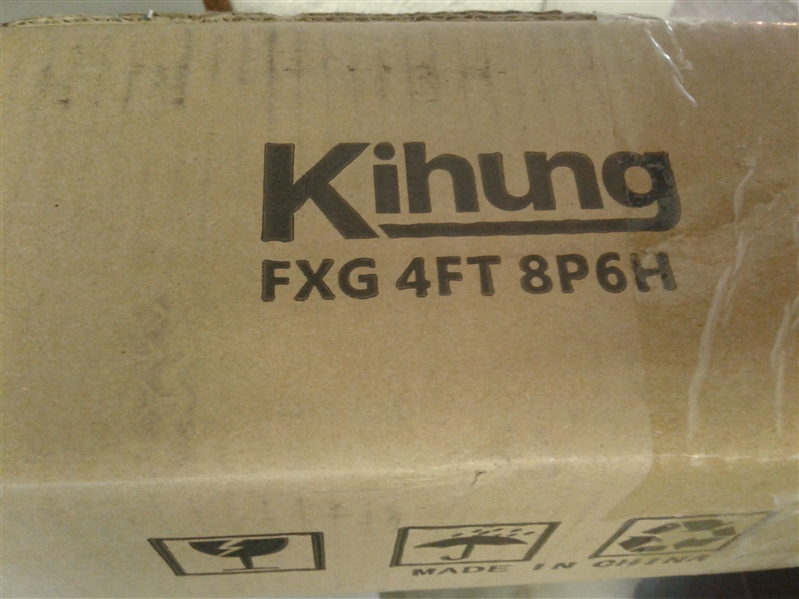 Kihung
FXG 4FT 8P6H
MADE IN CHINA